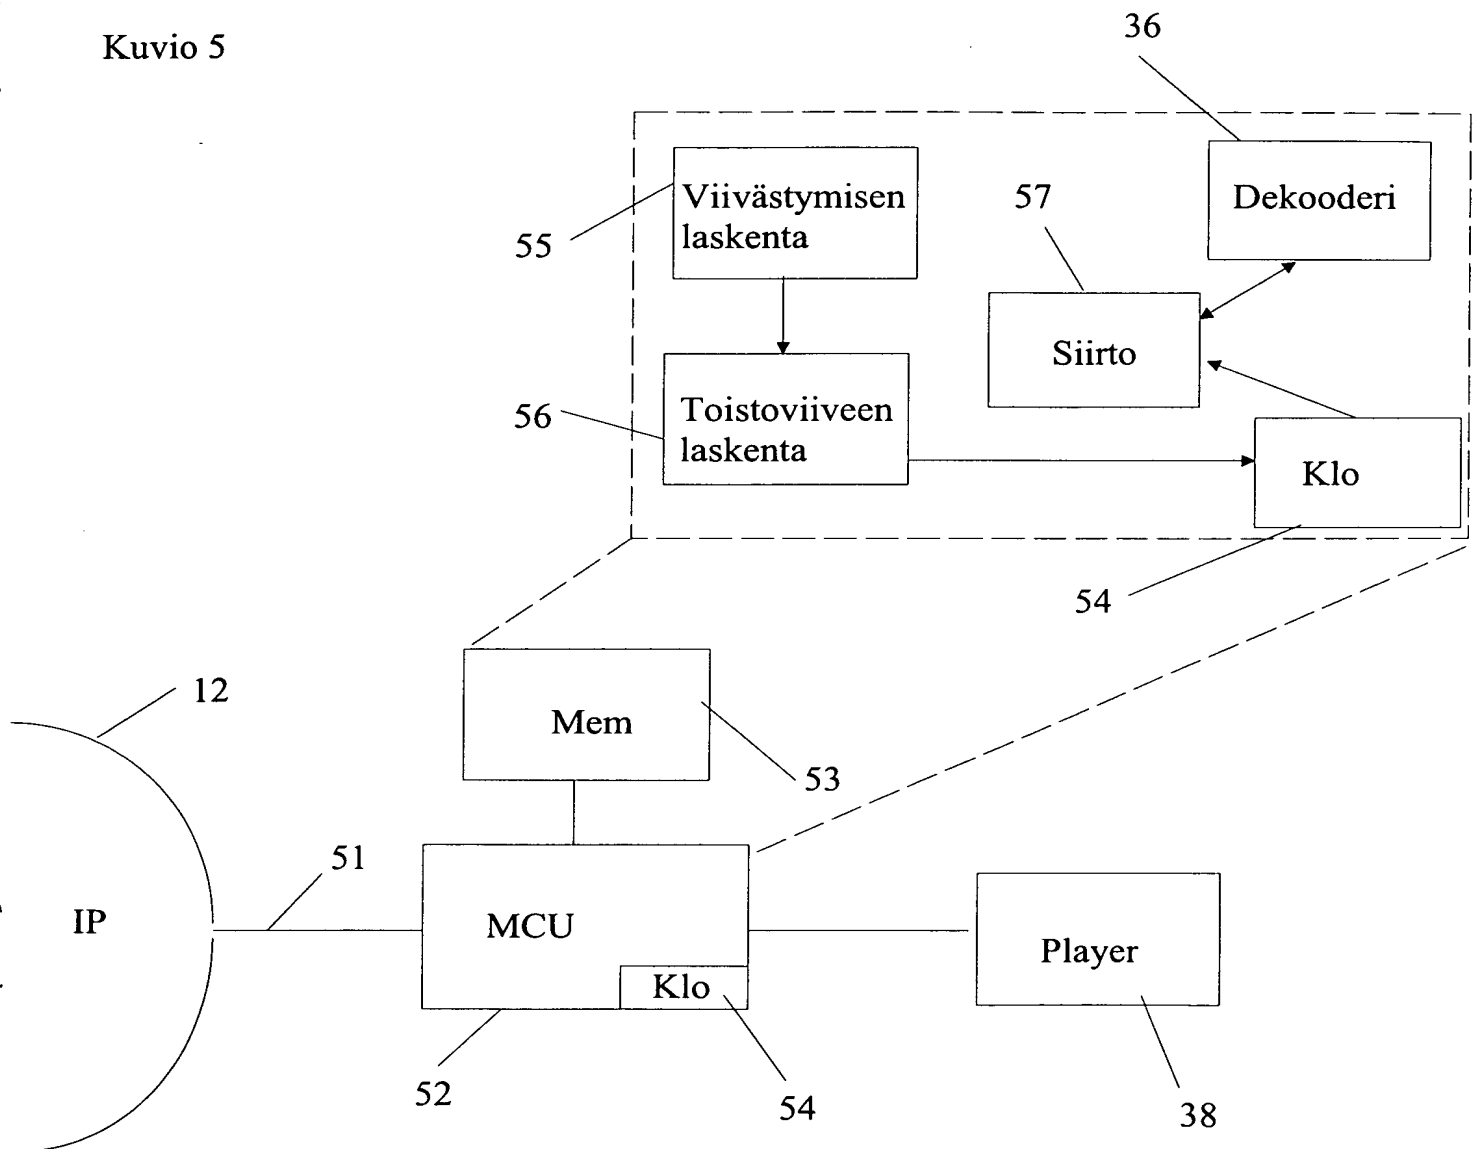 Kuvio 5
36
Viivästymisen
laskenta
55
57
Dekooderi
Siirto
56
Toistoviiveen
laskenta
Klo
54
12
Mem
53
51
IP
MCU
Klo
Player
52
54
38